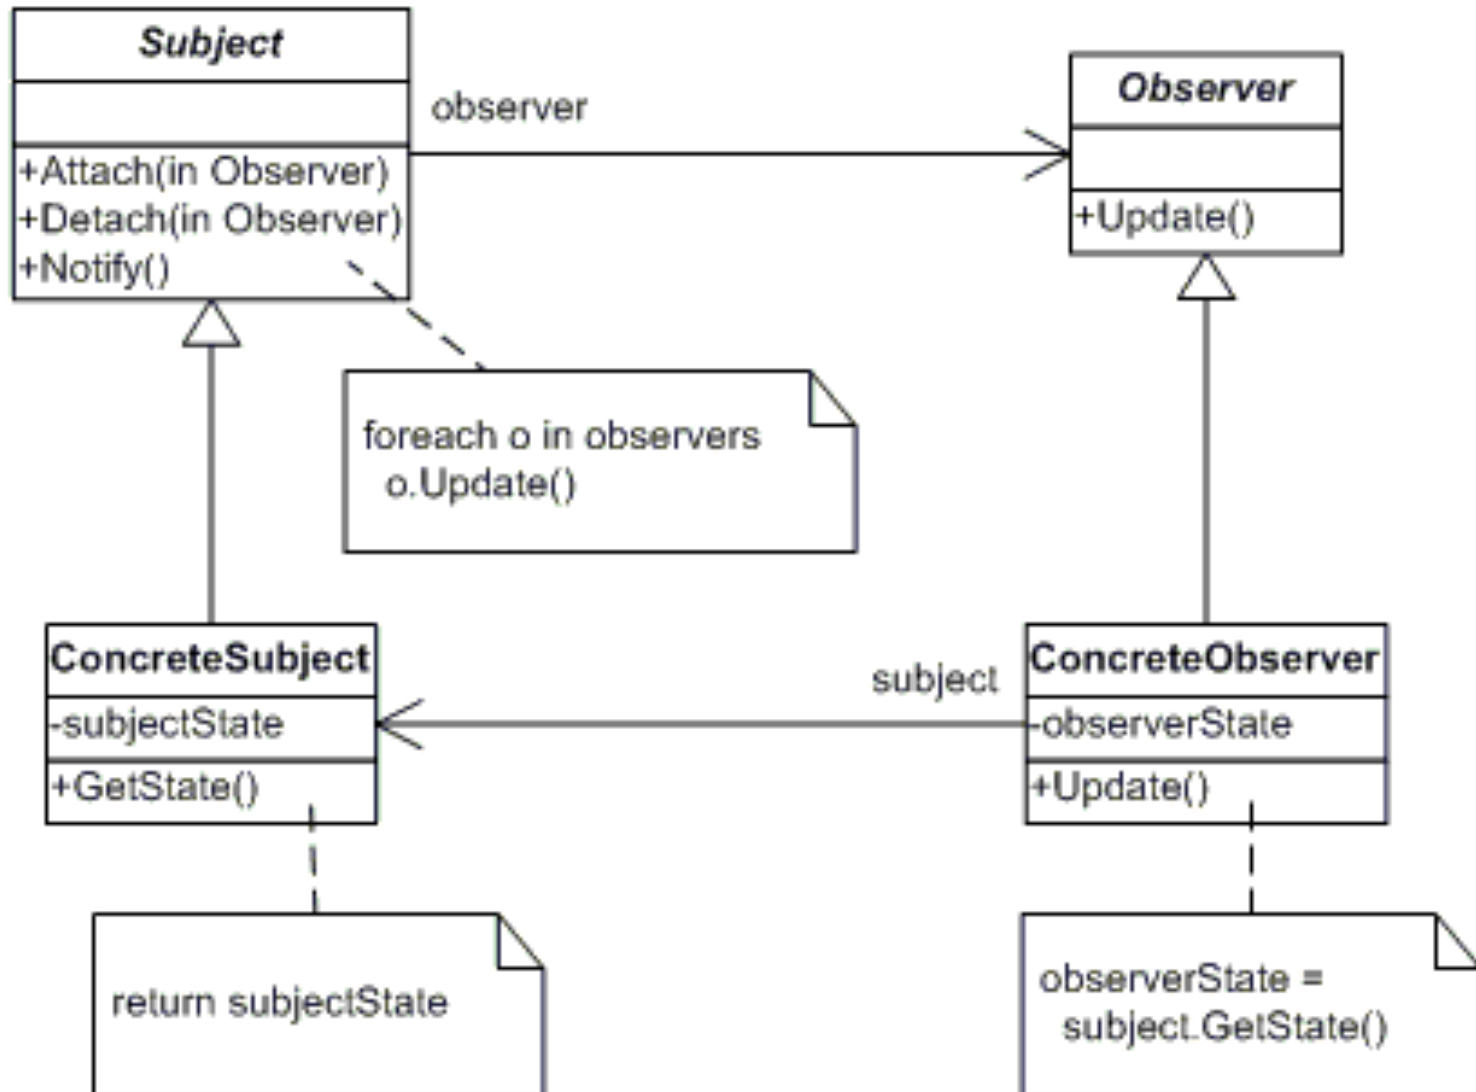 Subject
+Attach(in Observer)
+Detach(in Observer)
+Notify()
observer
Observer
+Update()
foreach o in observers
o.Update()
ConcreteSubject
-subjectState
+GetState()
subject
ConcreteObserver
-observerState
+Update()
return subjectState
observerState =
subject.GetState()